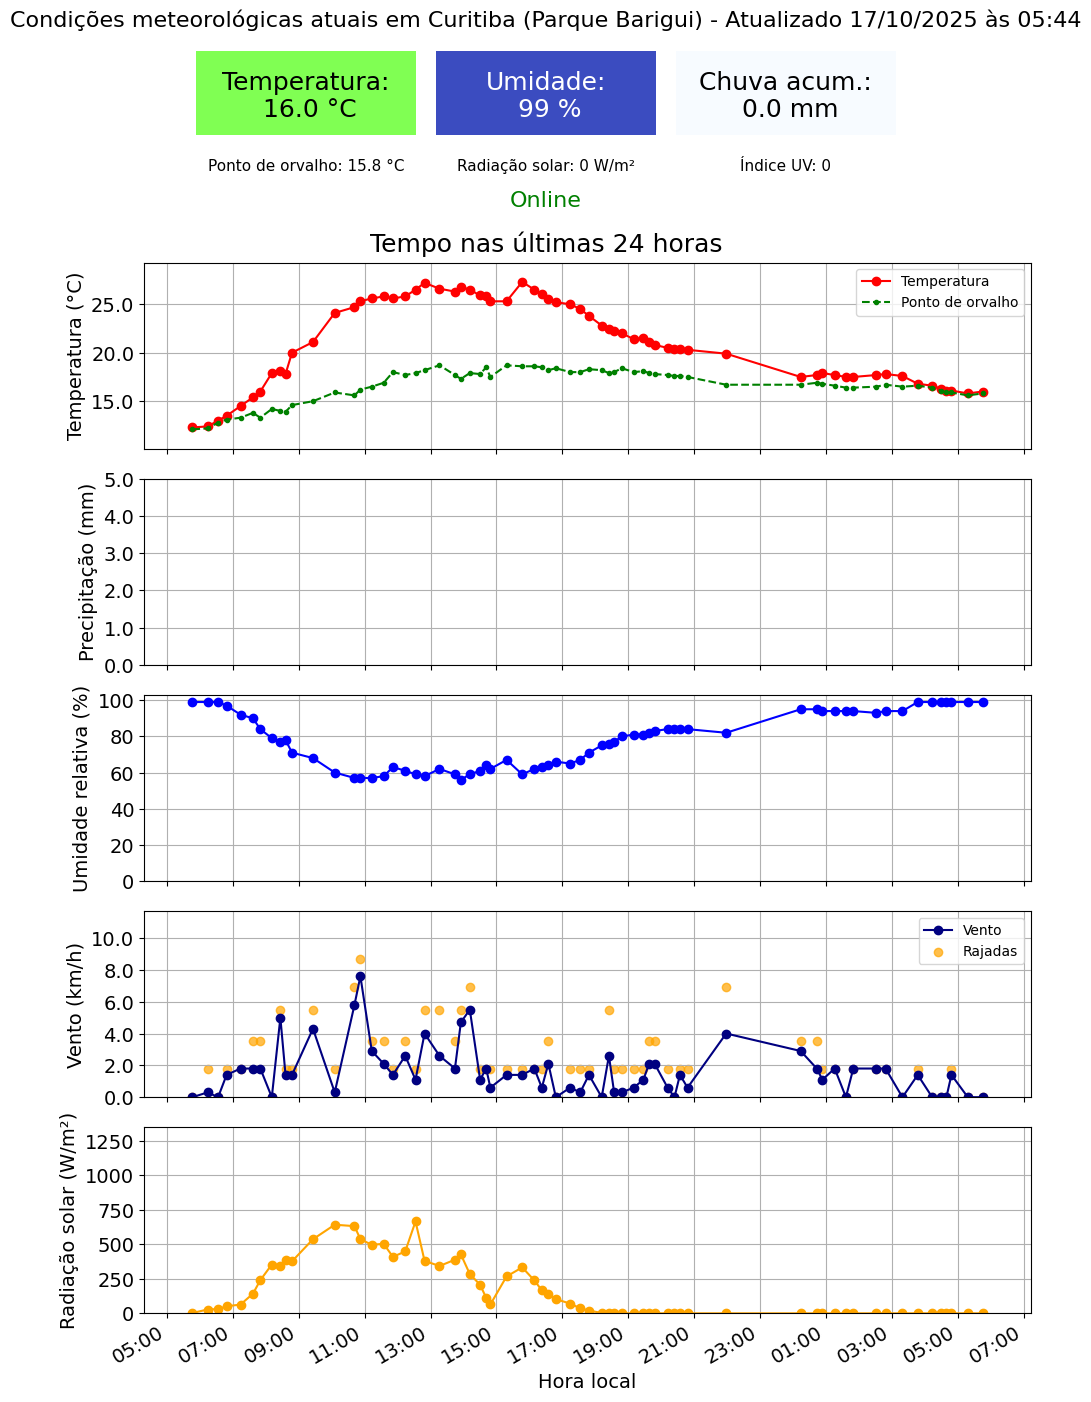 Condições meteorológicas atuais em Curitiba (Parque Barigui) - Atualizado 17/10/2025 às 05:44
Temperatura:
16.0 °C
Umidade:
99 %
Chuva acum.:
0.0 mm
Ponto de orvalho: 15.8 °C
Radiação solar: 0 W/m²
Índice UV: 0
Online
Tempo nas últimas 24 horas
Temperatura (°C)
25.0
20.0
15.0
Temperatura
Ponto de orvalho
Precipitação (mm)
5.0
4.0
3.0
2.0
1.0
0.0
Umidade relativa (%)
100
80
60
40
20
0
Vento (km/h)
10.0
8.0
6.0
4.0
2.0
0.0
Vento
Rajadas
Radiação solar (W/m²)
1250
1000
750
500
250
0
05:00
07:00
09:00
11:00
13:00
15:00
17:00
19:00
21:00
23:00
01:00
03:00
05:00
07:00
Hora local